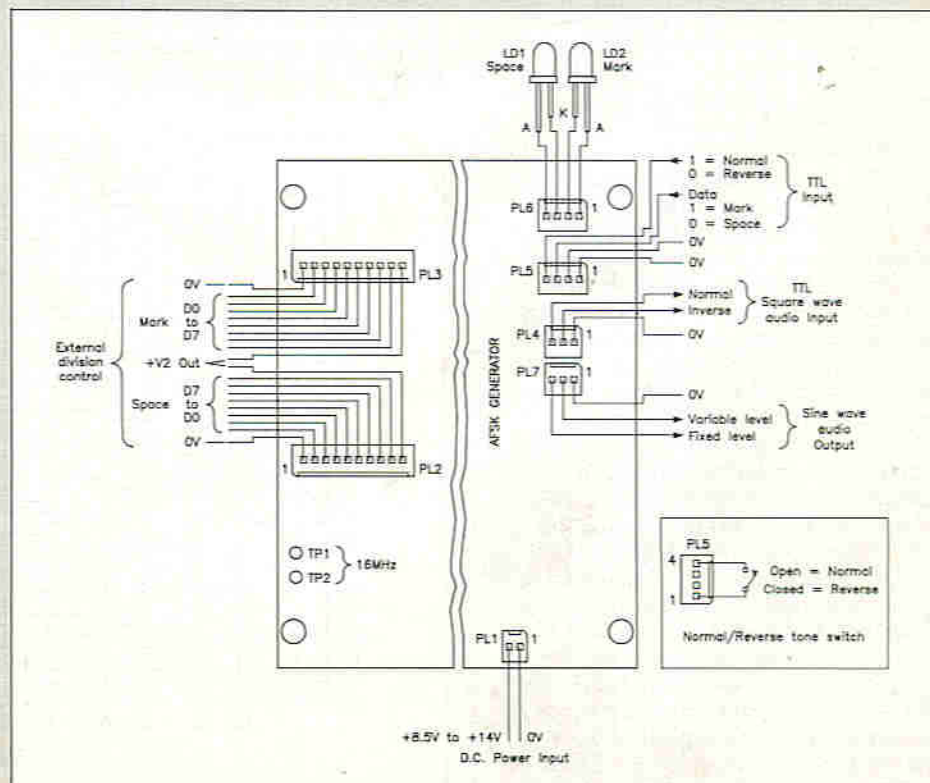 LD1
Space
LD2
Mark
K
A
A
1 = Normal
0 = Reverse
Data
1 = Mark
0 = Space
TTL
Input
0V
0V
PL6
1
PL5
1
1
PL3
0V
D0
Mark to
D7
+V2 Out
External
division
control
D7
Space to
D0
0V
1
PL2
AFSK GENERATOR
PL4
1
Normal
Inverse
TTL
Square wave
audio Input
0V
PL7
1
0V
Variable level
Fixed level
Sine wave
audio
Output
TP1
TP2
16MHz
PL5
4
1
Open = Normal
Closed = Reverse
Normal/Reverse tone switch
PL1
1
+8.5V to +14V
0V
D.C. Power Input